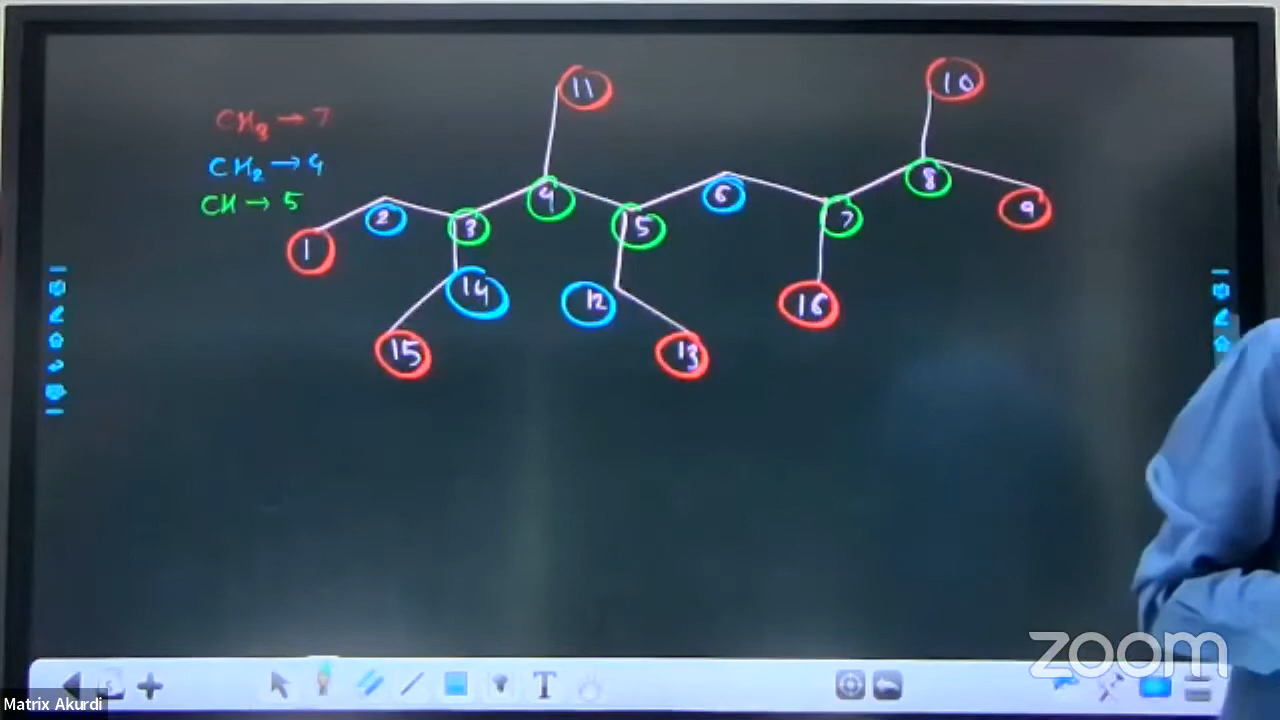 11
10
CH3 → 7
CH2 → 4
CH → 5
1
2
3
4
5
6
7
8
9
14
12
16
15
13
T
zoom
Matrix Akurdi